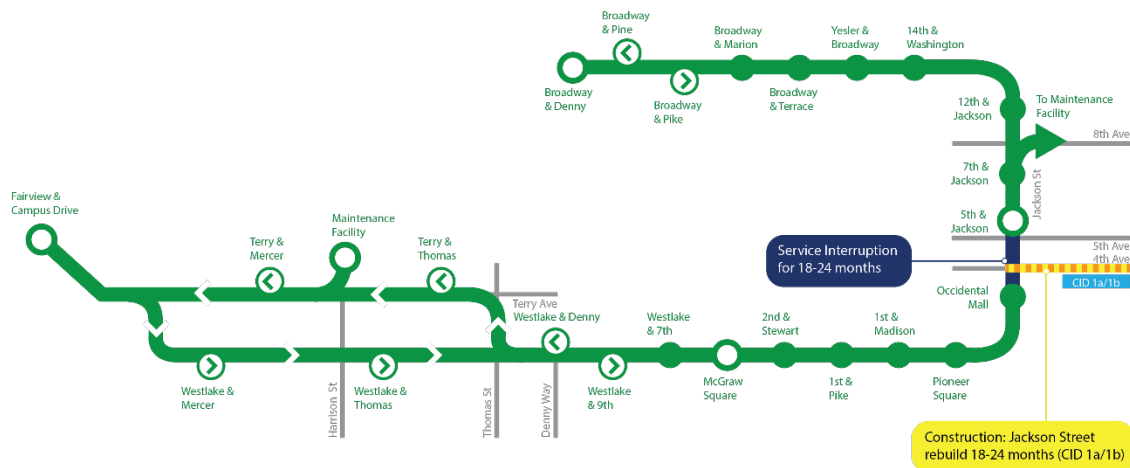 Broadway
& Pine
Broadway
& Marion
Yesler &
Broadway
14th &
Washington
Broadway
& Denny
Broadway
& Pike
Broadway
& Terrace
12th &
Jackson
To Maintenance
Facility
8th Ave
7th &
Jackson
Jackson St
5th &
Jackson
5th Ave
4th Ave
CID 1a/1b
Service Interruption
for 18-24 months
Occidental
Mall
Fairview &
Campus Drive
Terry &
Mercer
Maintenance
Facility
Terry &
Thomas
Terry Ave
Westlake & Denny
Westlake
& 7th
2nd &
Stewart
1st &
Madison
Westlake &
Mercer
Harrison St
Westlake &
Thomas
Thomas St
Denny Way
Westlake
& 9th
McGraw
Square
1st &
Pike
Pioneer
Square
Construction: Jackson Street
rebuild 18-24 months (CID 1a/1b)